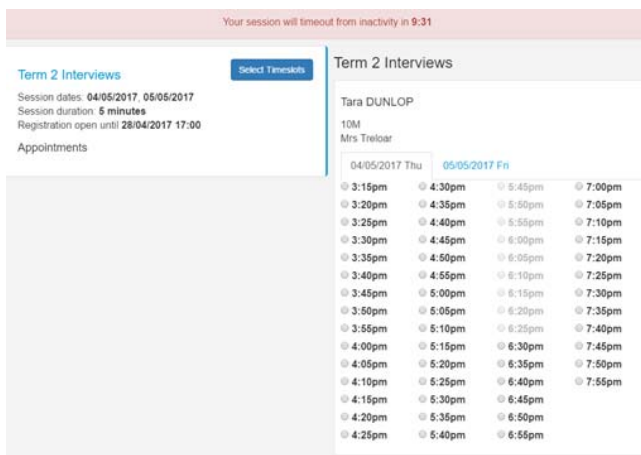 Your session will timeout from inactivity in 9:31
Term 2 Interviews
Select Timeslots
Session dates: 04/05/2017, 05/05/2017
Session duration: 5 minutes
Registration open until 28/04/2017 17:00
Appointments
Term 2 Interviews
Tara DUNLOP
10M
Mrs Treloar
04/05/2017 Thu 05/05/2017 Fri
3:15pm 4:30pm 5:45pm 7:00pm
3:20pm 4:35pm 5:50pm 7:05pm
3:25pm 4:40pm 5:55pm 7:10pm
3:30pm 4:45pm 6:00pm 7:15pm
3:35pm 4:50pm 6:05pm 7:20pm
3:40pm 4:55pm 6:10pm 7:25pm
3:45pm 5:00pm 6:15pm 7:30pm
3:50pm 5:05pm 6:20pm 7:35pm
3:55pm 5:10pm 6:25pm 7:40pm
4:00pm 5:15pm 6:30pm 7:45pm
4:05pm 5:20pm 6:35pm 7:50pm
4:10pm 5:25pm 6:40pm 7:55pm
4:15pm 5:30pm 6:45pm
4:20pm 5:35pm 6:50pm
4:25pm 5:40pm 6:55pm